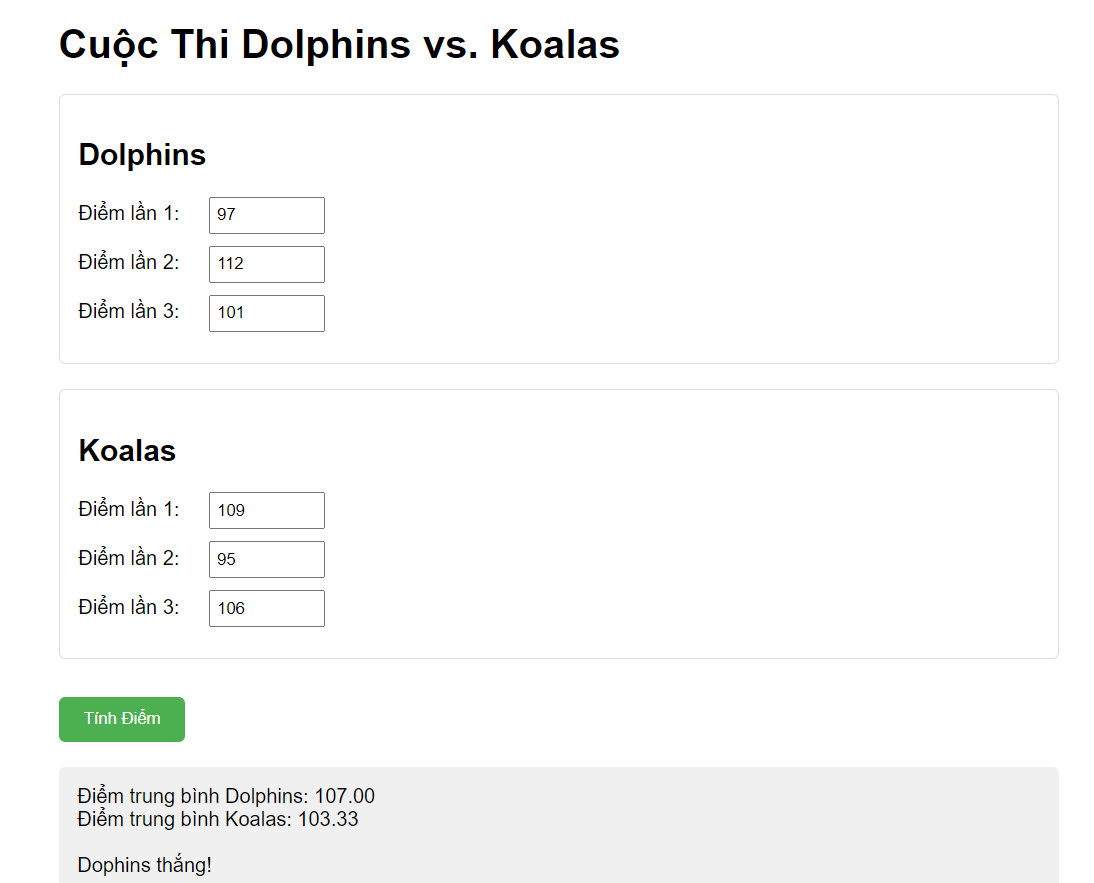 Cuộc Thi Dolphins vs. Koalas
Dolphins
Điểm lần 1: 97
Điểm lần 2: 112
Điểm lần 3: 101
Koalas
Điểm lần 1: 109
Điểm lần 2: 95
Điểm lần 3: 106
Tính Điểm
Điểm trung bình Dolphins: 107.00
Điểm trung bình Koalas: 103.33
Dophins thắng!